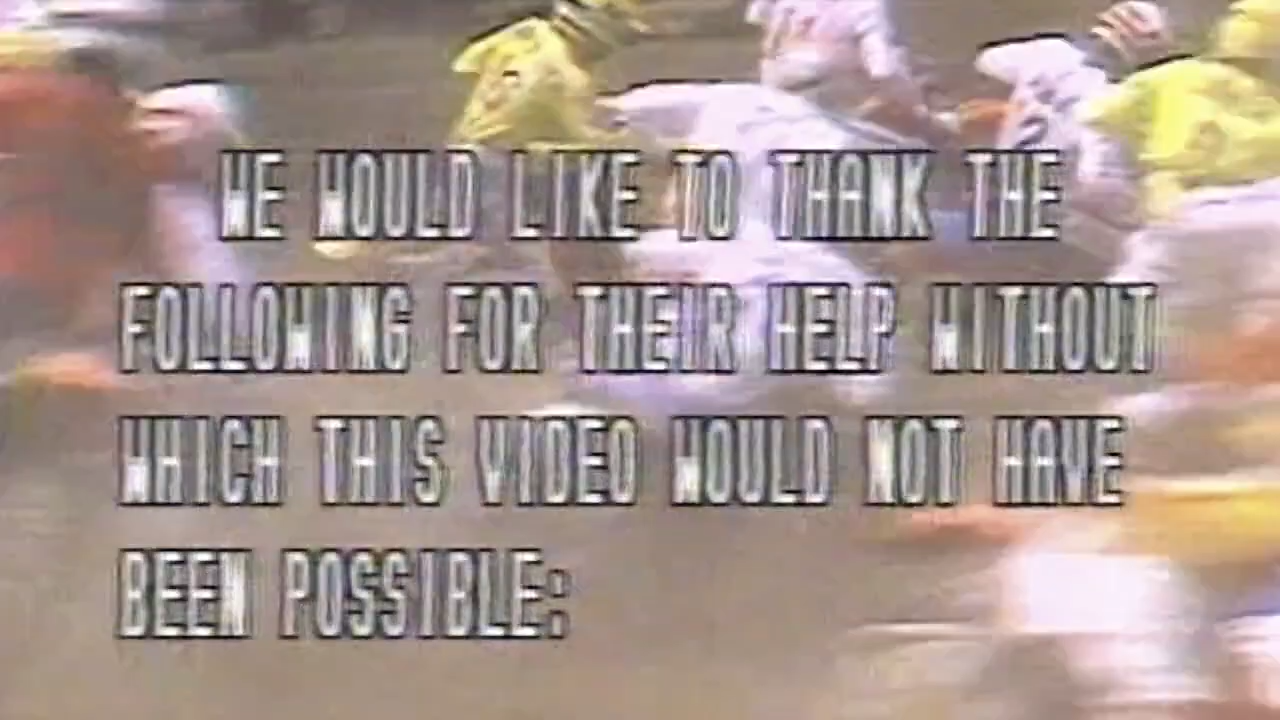 WE WOULD LIKE TO THANK THE
FOLLOWING FOR THEIR HELP WITHOUT
WHICH THIS VIDEO WOULD NOT HAVE
BEEN POSSIBLE: